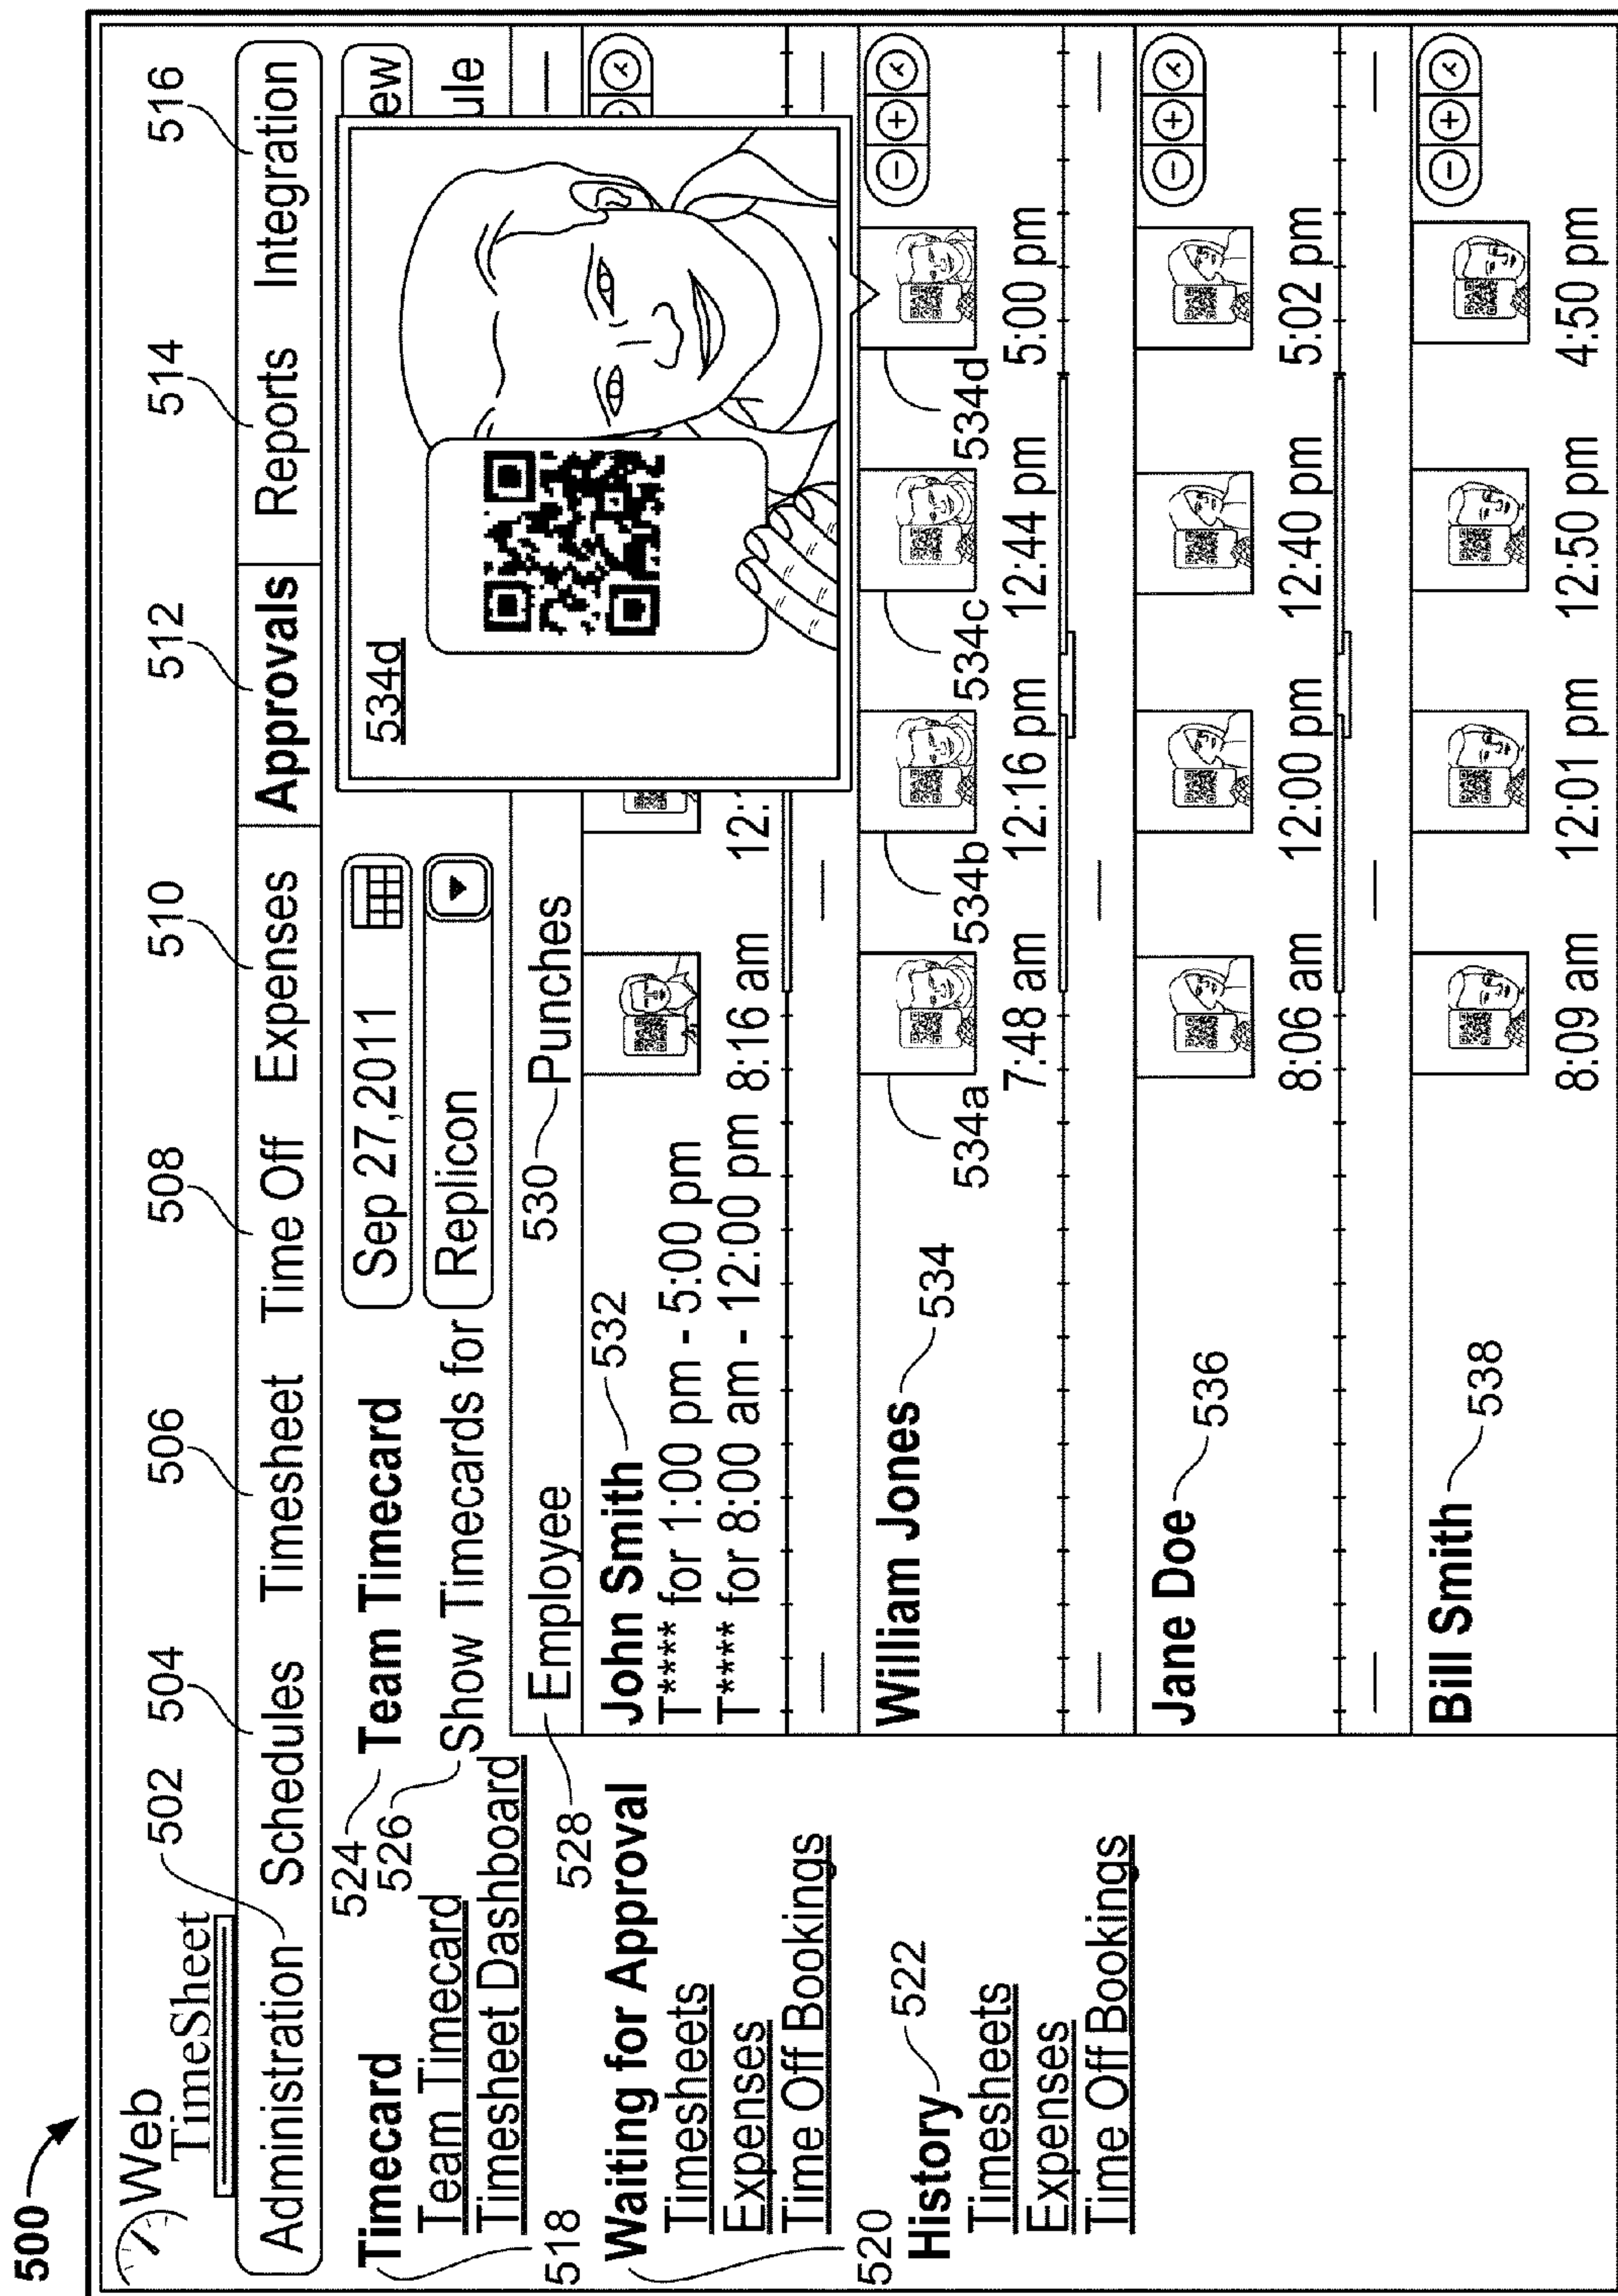 500
Web
TimeSheet
502 504 506 508 510 512 514 516
Administration Schedules Timesheet Time Off Expenses Approvals Reports Integration
524
Timecard Team Timecard Sep 27,2011 534d ew
526
Team Timecard Show Timecards for Replicon ule
Timesheet Dashboard
518 528 Employee 530 Punches
Waiting for Approval John Smith 532
Timesheets T**** for 1:00 pm - 5:00 pm
Expenses T**** for 8:00 am - 12:00 pm 8:16 am 12:
Time Off Bookings
520
History 522 William Jones 534
Timesheets 534a 534b 534c 534d
Expenses 7:48 am 12:16 pm 12:44 pm 5:00 pm
Time Off Bookings
Jane Doe 536
8:06 am 12:00 pm 12:40 pm 5:02 pm
Bill Smith 538
8:09 am 12:01 pm 12:50 pm 4:50 pm